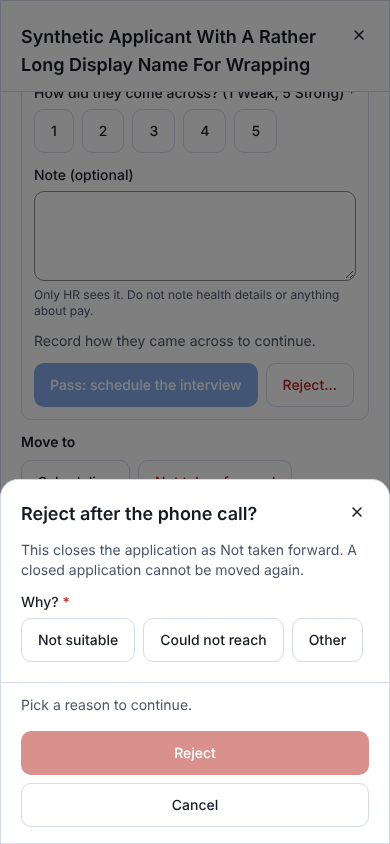 Synthetic Applicant With A Rather
Long Display Name For Wrapping
How did they come across? (1 Weak, 5 Strong) *
1 2 3 4 5
Note (optional)
Only HR sees it. Do not note health details or anything
about pay.
Record how they came across to continue.
Pass: schedule the interview Reject...
Move to
Reject after the phone call?
This closes the application as Not taken forward. A
closed application cannot be moved again.
Why? *
Not suitable Could not reach Other
Pick a reason to continue.
Reject
Cancel